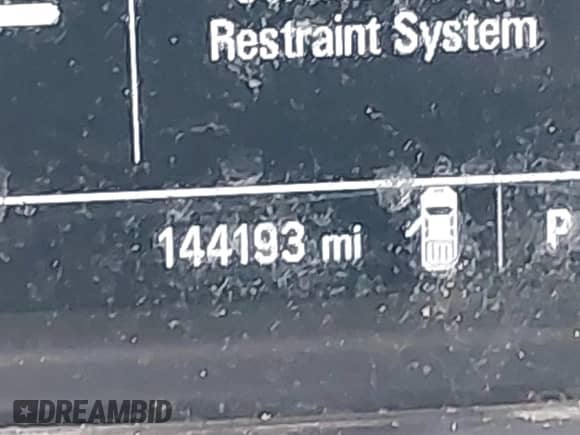 Restraint System
144193 mi
P
DREAMBID